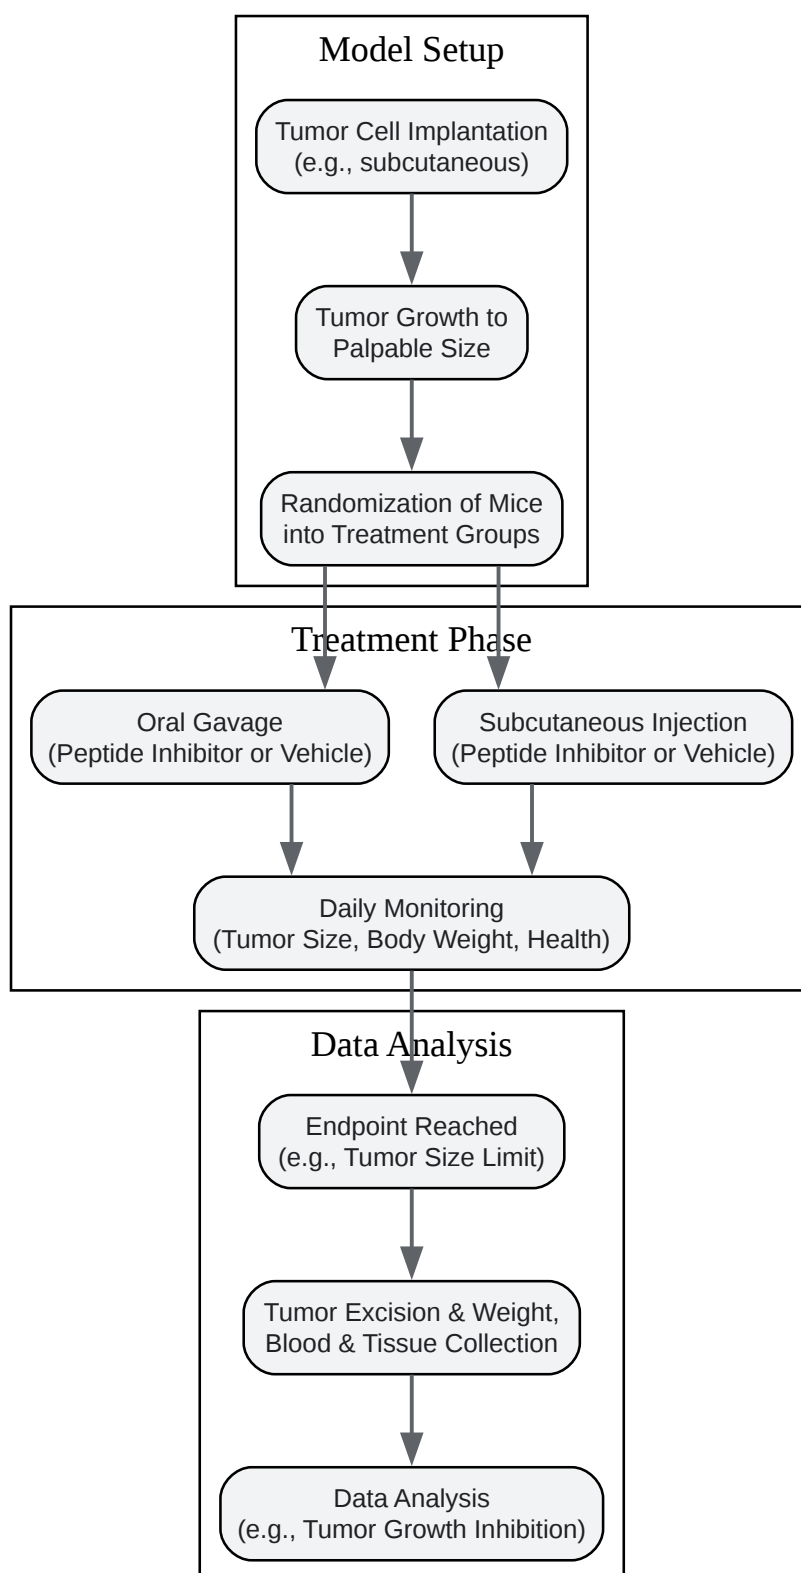 Model Setup
Tumor Cell Implantation
(e.g., subcutaneous)
Tumor Growth to
Palpable Size
Randomization of Mice
into Treatment Groups
Treatment Phase
Oral Gavage
(Peptide Inhibitor or Vehicle)
Subcutaneous Injection
(Peptide Inhibitor or Vehicle)
Daily Monitoring
(Tumor Size, Body Weight, Health)
Data Analysis
Endpoint Reached
(e.g., Tumor Size Limit)
Tumor Excision & Weight,
Blood & Tissue Collection
Data Analysis
(e.g., Tumor Growth Inhibition)